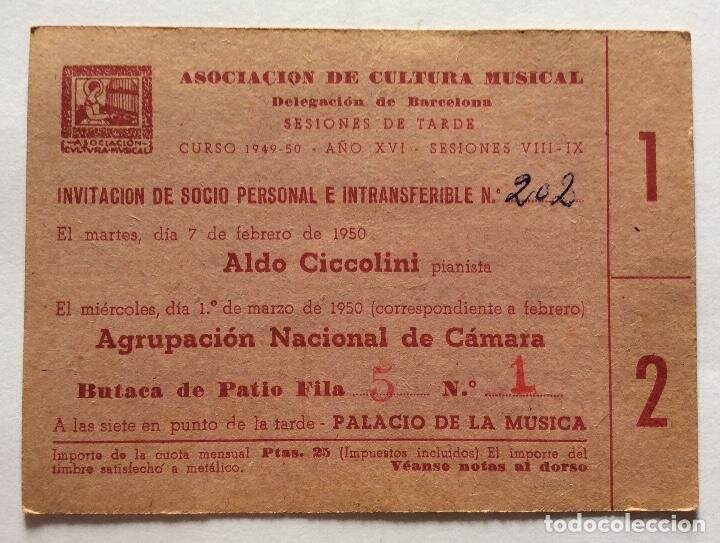 ASOCIACION DE CULTURA MUSICAL
Delegación de Barcelona
SESIONES DE TARDE
CURSO 1949-50 - AÑO XVI - SESIONES VIII-IX
ASOCIACION
CULTURA-MUSICAL
INVITACION DE SOCIO PERSONAL E INTRANSFERIBLE N.º 202
El martes, día 7 de febrero de 1950
Aldo Ciccolini pianista
El miércoles, día 1.º de marzo de 1950 (correspondiente a febrero)
Agrupación Nacional de Cámara
Butaca de Patio Fila 5 N.º 1
A las siete en punto de la tarde - PALACIO DE LA MUSICA
Importe de la cuota mensual Ptas. 25 (Impuestos incluídos) El importe del
timbre satisfecho a metálico. Véanse notas al dorso
1
2
todocoleccion.net